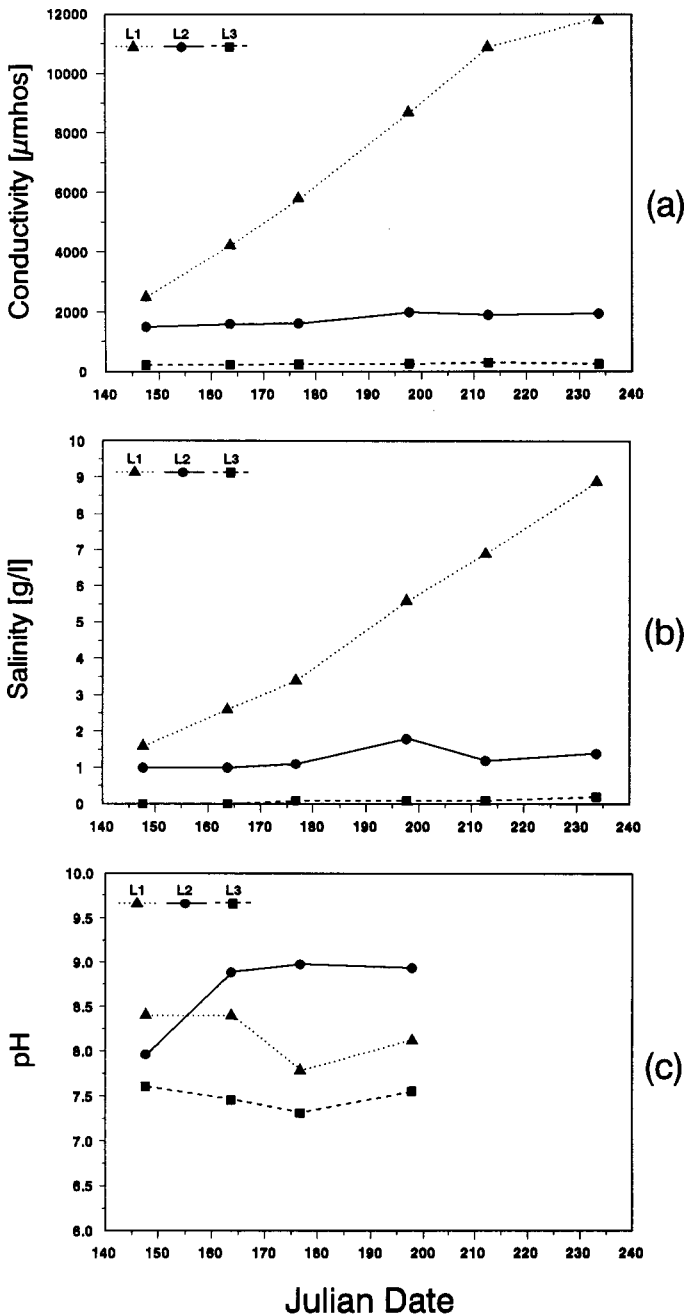 12000
10000
8000
6000
4000
2000
0
Conductivity [μmhos]
L1 L2 L3
140 150 160 170 180 190 200 210 220 230 240
(a)
10
9
8
7
6
5
4
3
2
1
0
Salinity [g/l]
L1 L2 L3
140 150 160 170 180 190 200 210 220 230 240
(b)
10.0
9.5
9.0
8.5
8.0
7.5
7.0
6.5
6.0
pH
L1 L2 L3
140 150 160 170 180 190 200 210 220 230 240
(c)
Julian Date